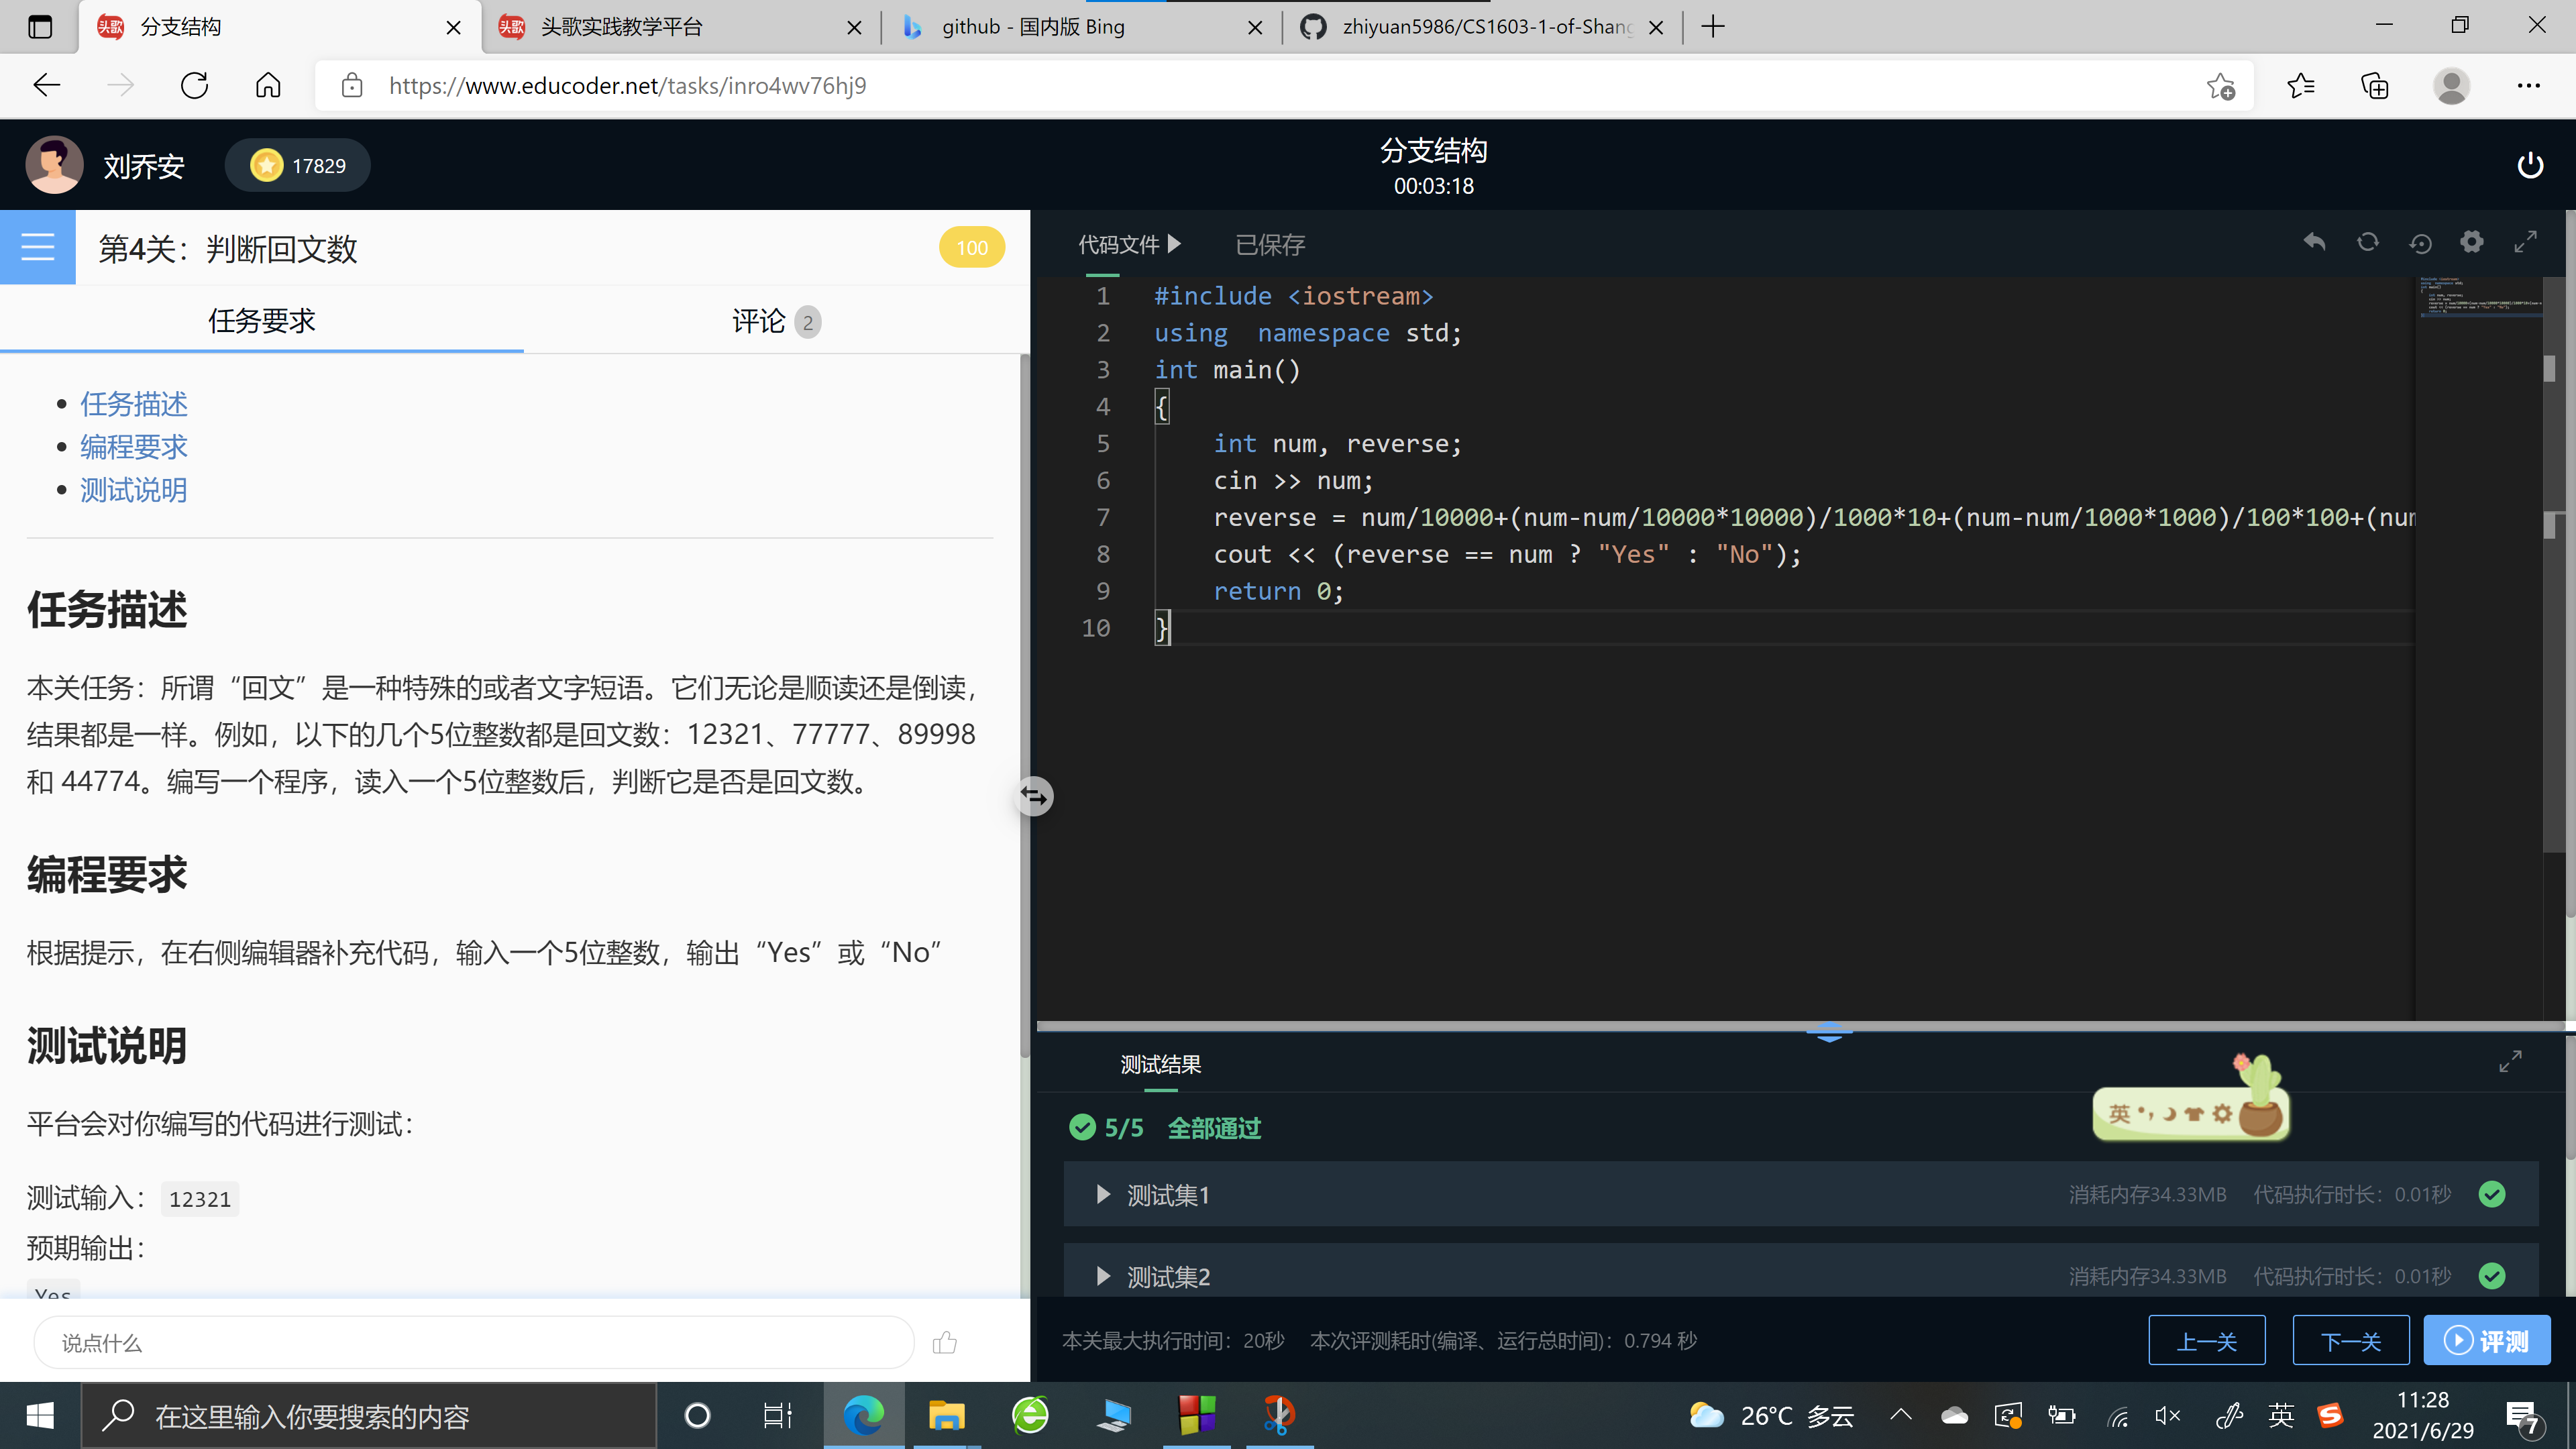 分支结构
头歌实践教学平台
github - 国内版 Bing
zhiyuan5986/CS1603-1-of-Shang
https://www.educoder.net/tasks/inro4wv76hj9
刘乔安
17829
分支结构
00:03:18
第4关：判断回文数
100
任务要求
评论 2
任务描述
编程要求
测试说明
任务描述
本关任务：所谓“回文”是一种特殊的或者文字短语。它们无论是顺读还是倒读，
结果都是一样。例如，以下的几个5位整数都是回文数：12321、77777、89998
和 44774。编写一个程序，读入一个5位整数后，判断它是否是回文数。
编程要求
根据提示，在右侧编辑器补充代码，输入一个5位整数，输出“Yes”或“No”
测试说明
平台会对你编写的代码进行测试：
测试输入：12321
预期输出：
Yes
说点什么
代码文件
已保存
1 #include <iostream>
2 using  namespace std;
3 int main()
4 {
5     int num, reverse;
6     cin >> num;
7     reverse = num/10000+(num-num/10000*10000)/1000*10+(num-num/1000*1000)/100*100+(num
8     cout << (reverse == num ? "Yes" : "No");
9     return 0;
10 }
测试结果
5/5 全部通过
英
测试集1 消耗内存34.33MB 代码执行时长：0.01秒
测试集2 消耗内存34.33MB 代码执行时长：0.01秒
本关最大执行时间：20秒 本次评测耗时(编译、运行总时间)：0.794 秒
上一关
下一关
评测
在这里输入你要搜索的内容
26°C 多云
英
11:28
2021/6/29
7